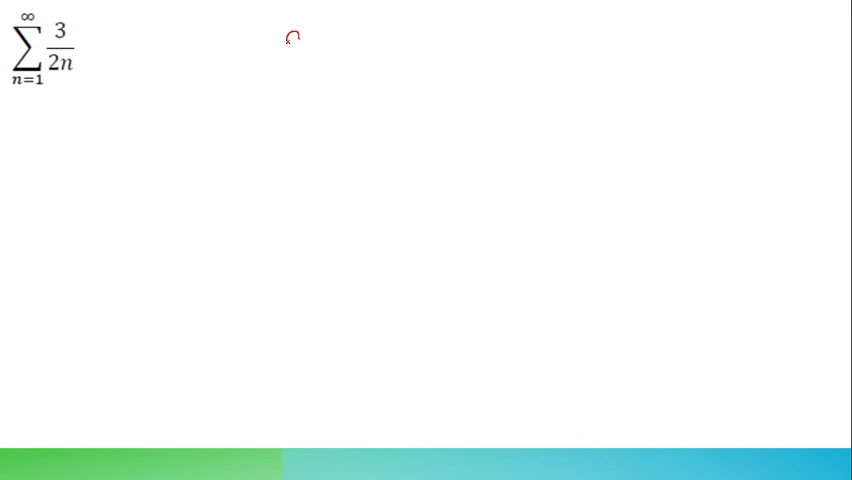 ∞
∑ 3/2n
n=1